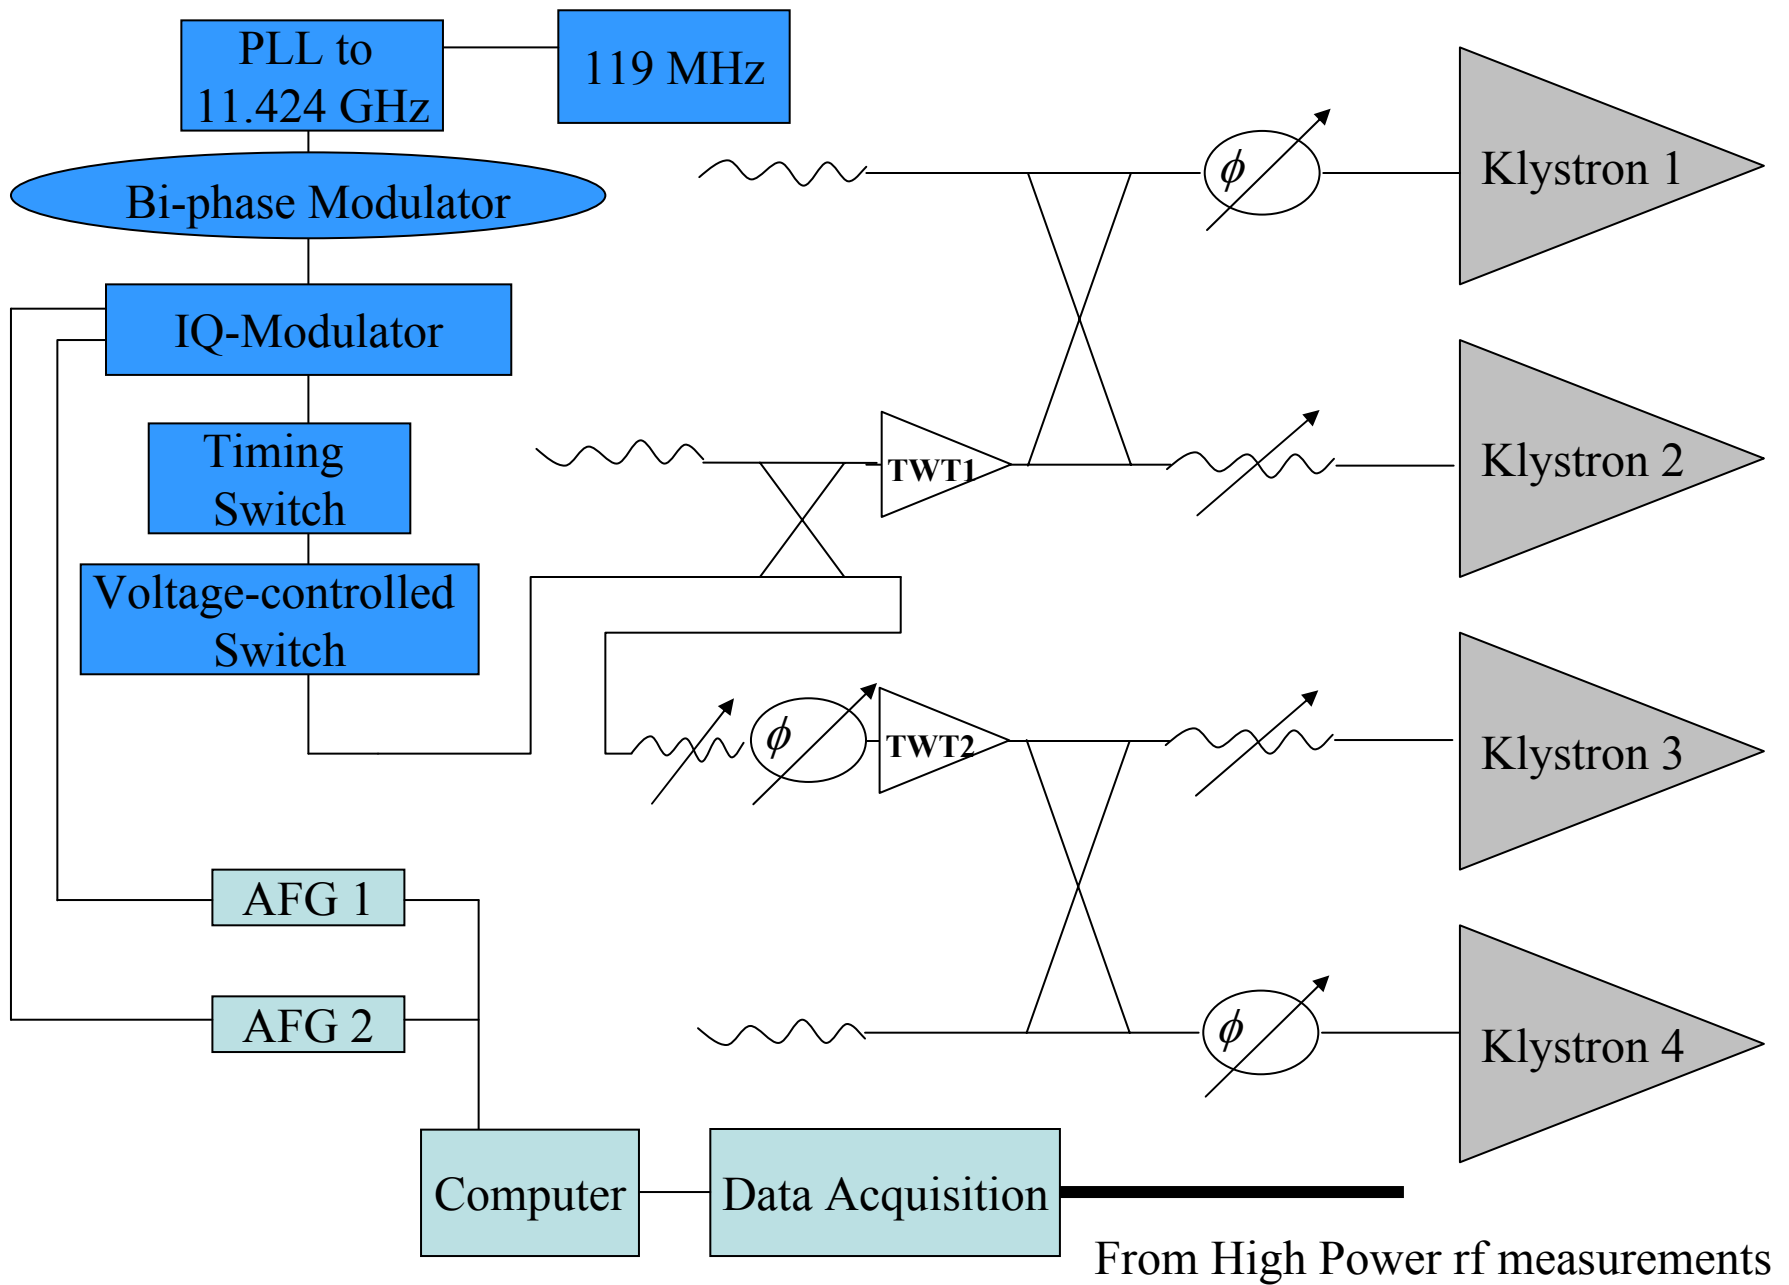 PLL to
11.424 GHz
119 MHz
Bi-phase Modulator
IQ-Modulator
Timing
Switch
Voltage-controlled
Switch
AFG 1
AFG 2
Computer
Data Acquisition
From High Power rf measurements
TWT1
ϕ
TWT2
ϕ
Klystron 1
Klystron 2
Klystron 3
ϕ
Klystron 4